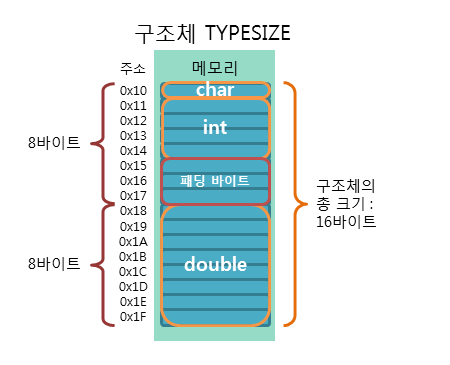 구조체 TYPESIZE
주소 메모리
0x10 char
0x11
0x12 int
0x13
0x14
0x15
0x16 패딩 바이트
0x17
0x18
0x19
0x1A
0x1B double
0x1C
0x1D
0x1E
0x1F
8바이트
8바이트
구조체의
총 크기 :
16바이트